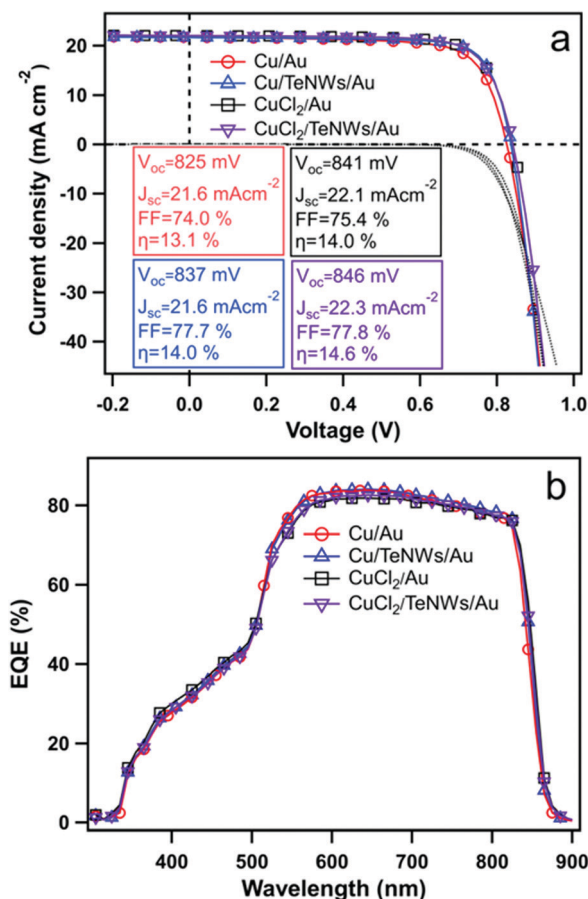 a
20
10
0
-10
-20
-30
-40
Current density (mA cm⁻²)
Cu/Au
Cu/TeNWs/Au
CuCl₂/Au
CuCl₂/TeNWs/Au
Voc=825 mV
Jsc=21.6 mAcm⁻²
FF=74.0 %
η=13.1 %
Voc=841 mV
Jsc=22.1 mAcm⁻²
FF=75.4 %
η=14.0 %
Voc=837 mV
Jsc=21.6 mAcm⁻²
FF=77.7 %
η=14.0 %
Voc=846 mV
Jsc=22.3 mAcm⁻²
FF=77.8 %
η=14.6 %
-0.2 0.0 0.2 0.4 0.6 0.8 1.0
Voltage (V)
b
80
60
40
20
0
EQE (%)
Cu/Au
Cu/TeNWs/Au
CuCl₂/Au
CuCl₂/TeNWs/Au
400 500 600 700 800 900
Wavelength (nm)